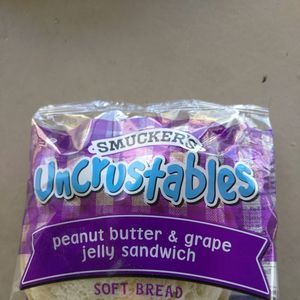 SMUCKER'S
Uncrustables
peanut butter & grape
jelly sandwich
SOFT BREAD